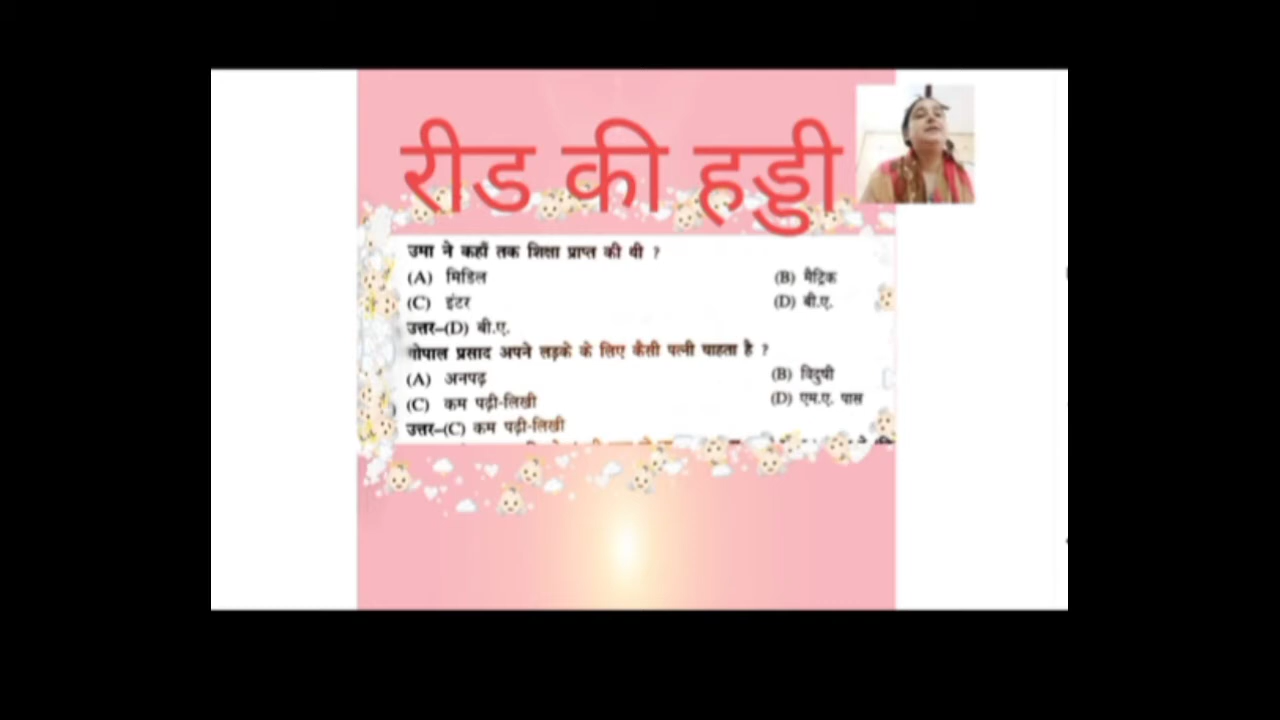 रीड की हड्डी
उमा ने कहाँ तक शिक्षा प्राप्त की थी ?
(A) मिडिल (B) मैट्रिक
(C) इंटर (D) बी.ए.
उत्तर–(D) बी.ए.
गोपाल प्रसाद अपने लड़के के लिए कैसी पत्नी चाहता है ?
(A) अनपढ़ (B) विदुषी
(C) कम पढ़ी-लिखी (D) एम.ए. पास
उत्तर–(C) कम पढ़ी-लिखी